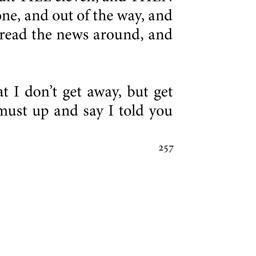 one, and out of the way, and
read the news around, and
at I don't get away, but get
must up and say I told you
257